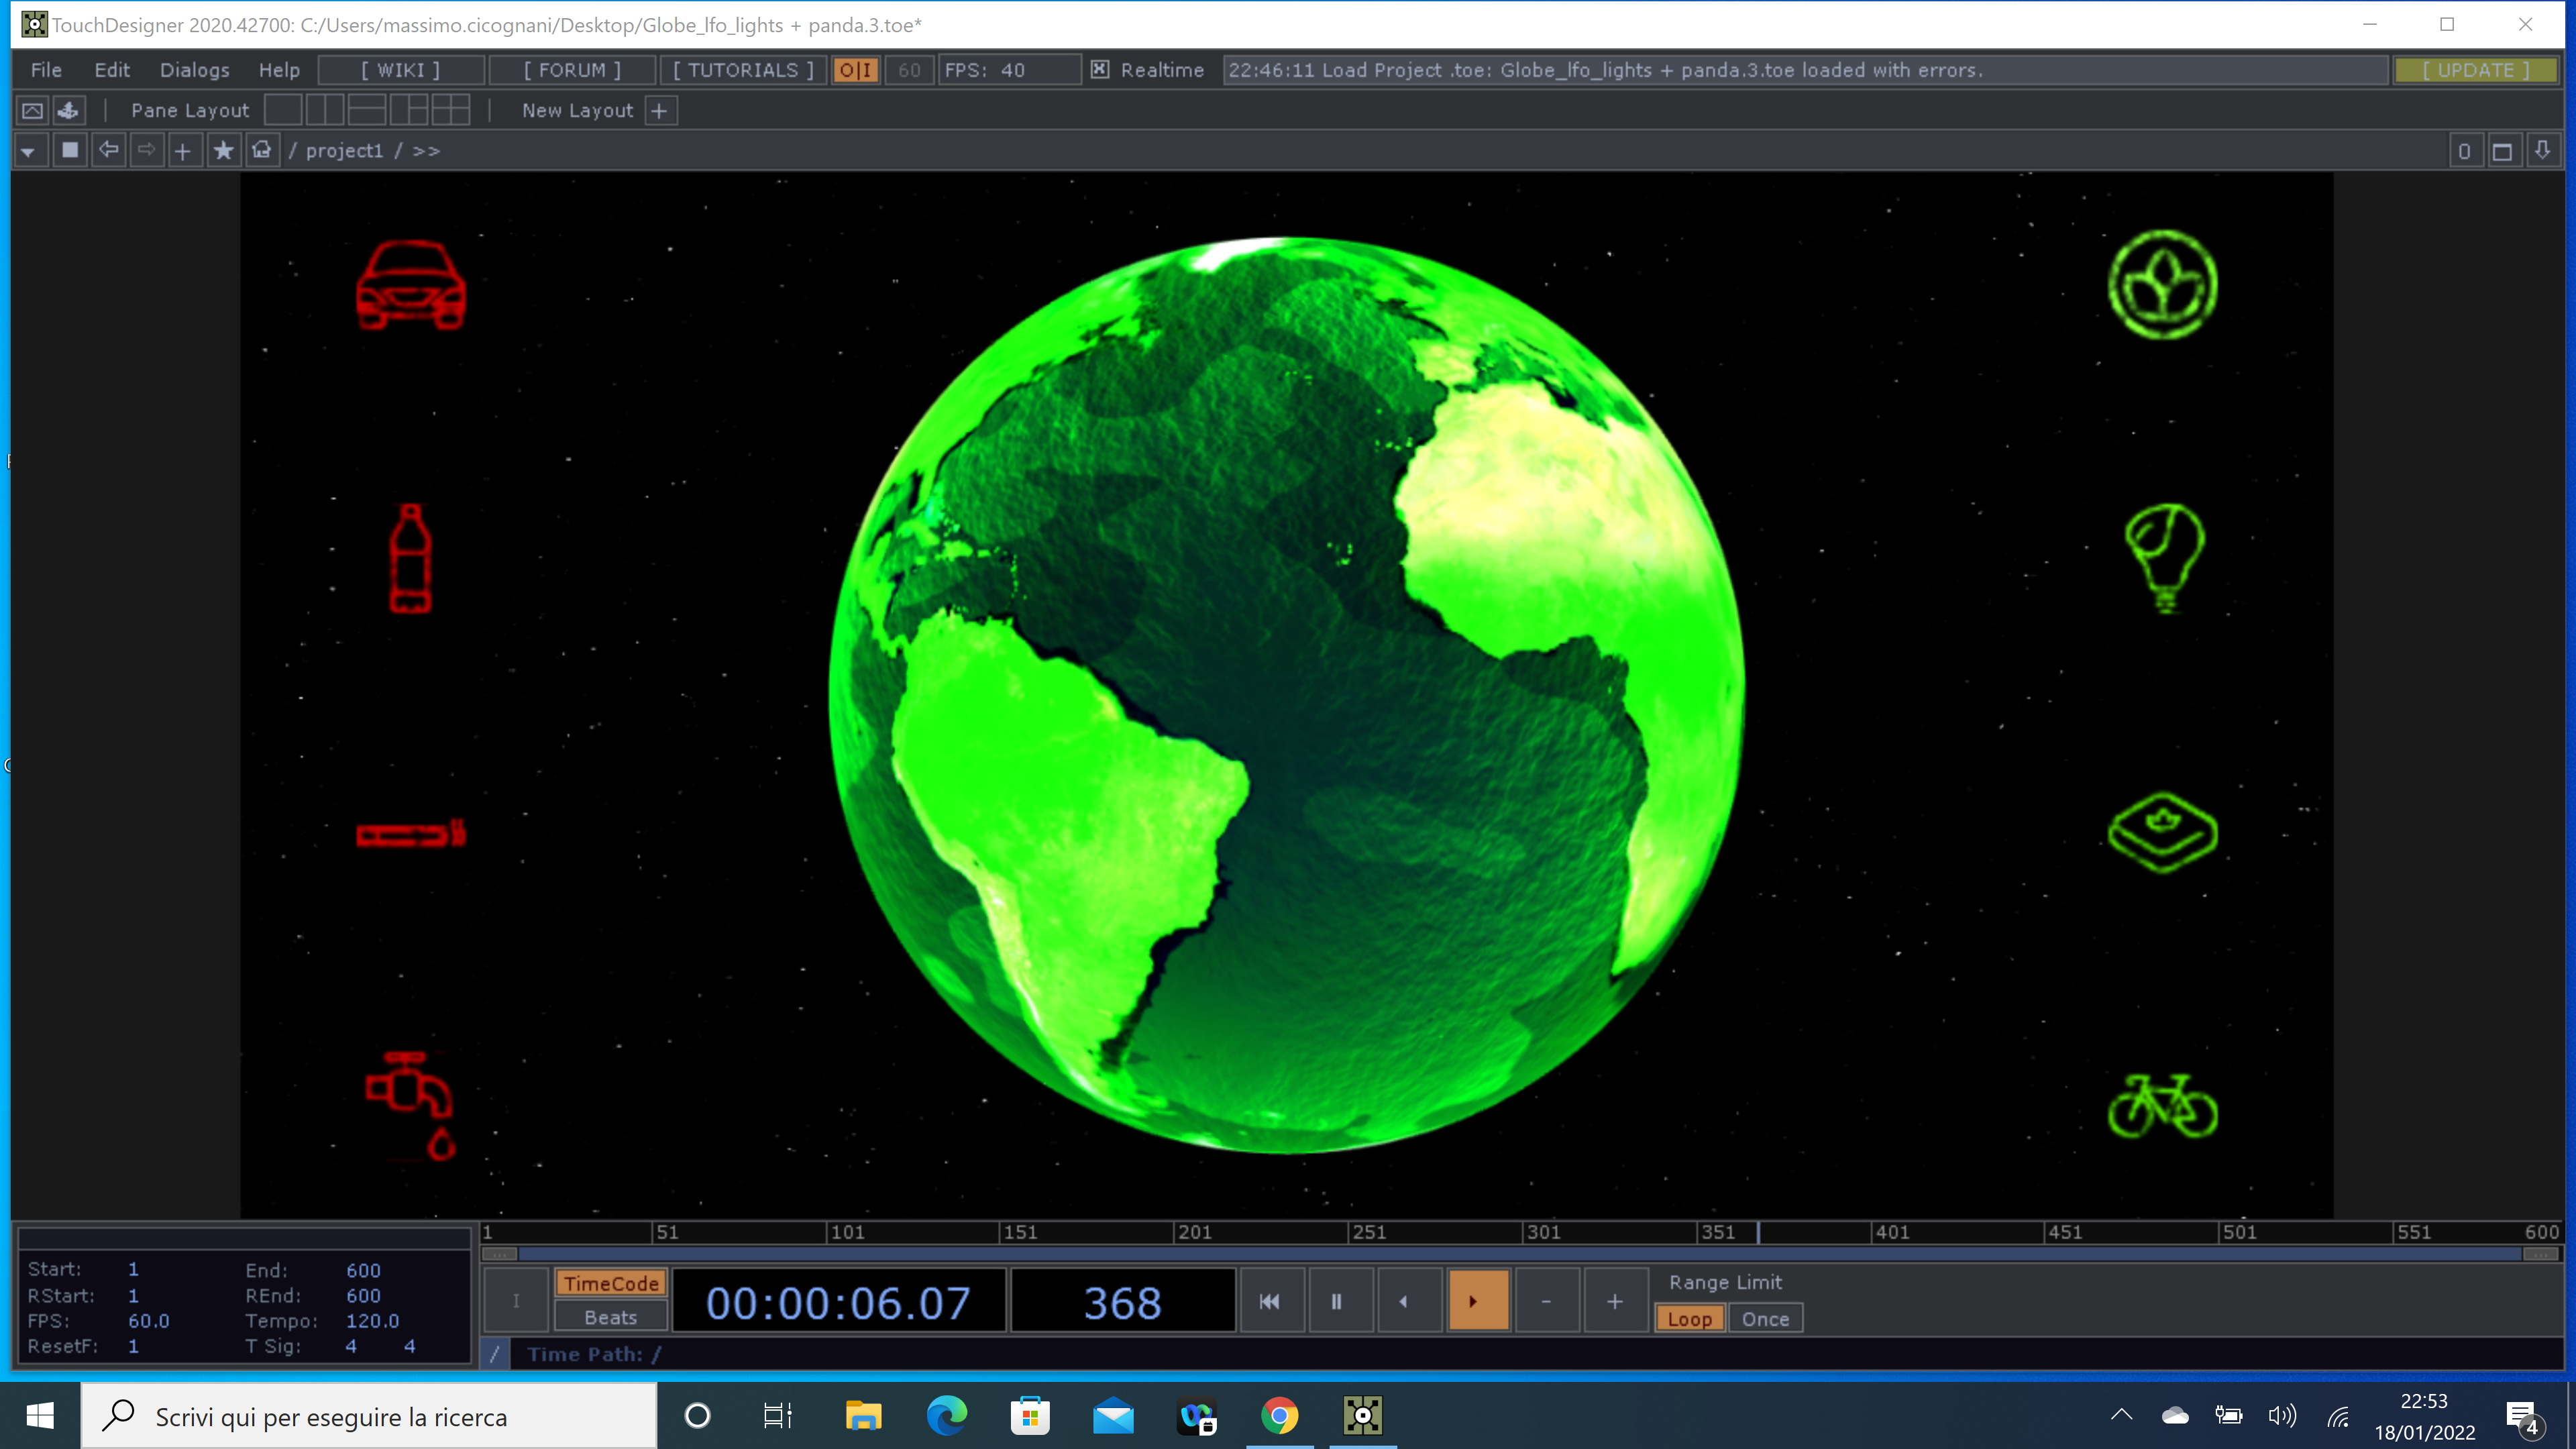 TouchDesigner 2020.42700: C:/Users/massimo.cicognani/Desktop/Globe_lfo_lights + panda.3.toe*
File Edit Dialogs Help [ WIKI ] [ FORUM ] [ TUTORIALS ] O|I 60 FPS: 40 Realtime 22:46:11 Load Project .toe: Globe_lfo_lights + panda.3.toe loaded with errors. [ UPDATE ]
Pane Layout New Layout +
/ project1 / >> 0
1 51 101 151 201 251 301 351 401 451 501 551 600
Start: 1 End: 600
RStart: 1 REnd: 600
FPS: 60.0 Tempo: 120.0
ResetF: 1 T Sig: 4 4
I TimeCode Beats 00:00:06.07 368 - + Range Limit
Loop Once
/ Time Path: /
Scrivi qui per eseguire la ricerca
22:53
18/01/2022
4